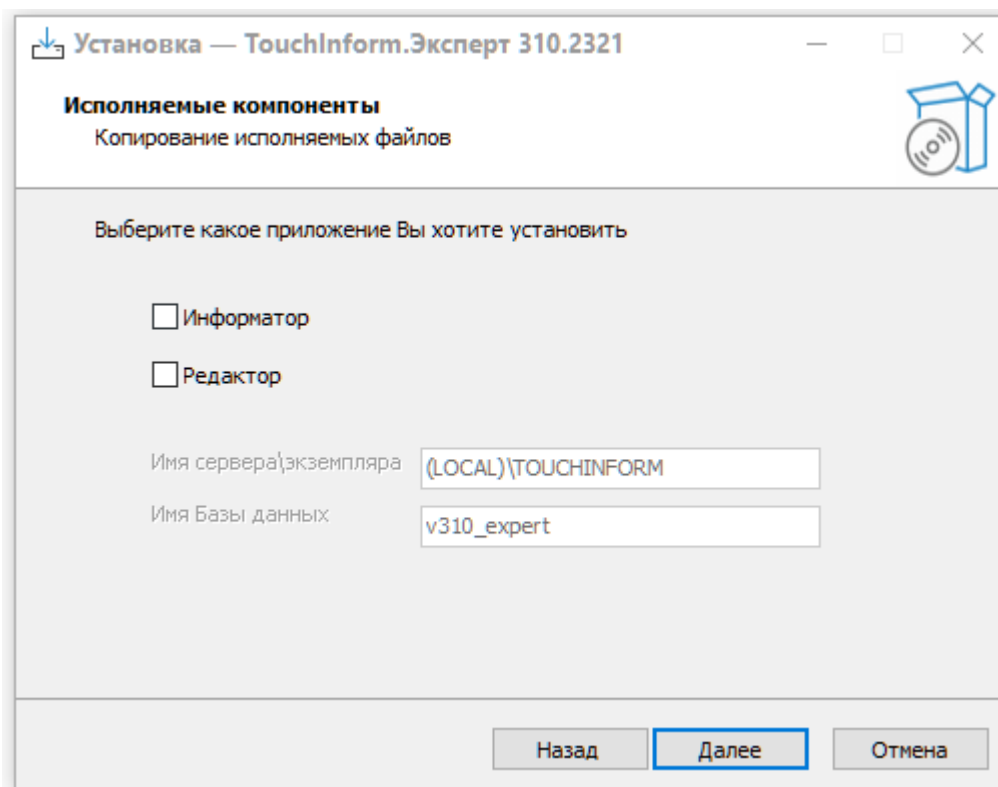 Установка — TouchInform.Эксперт 310.2321
Исполняемые компоненты
Копирование исполняемых файлов
Выберите какое приложение Вы хотите установить
Информатор
Редактор
Имя сервера\экземпляра (LOCAL)\TOUCHINFORM
Имя Базы данных v310_expert
Назад Далее Отмена